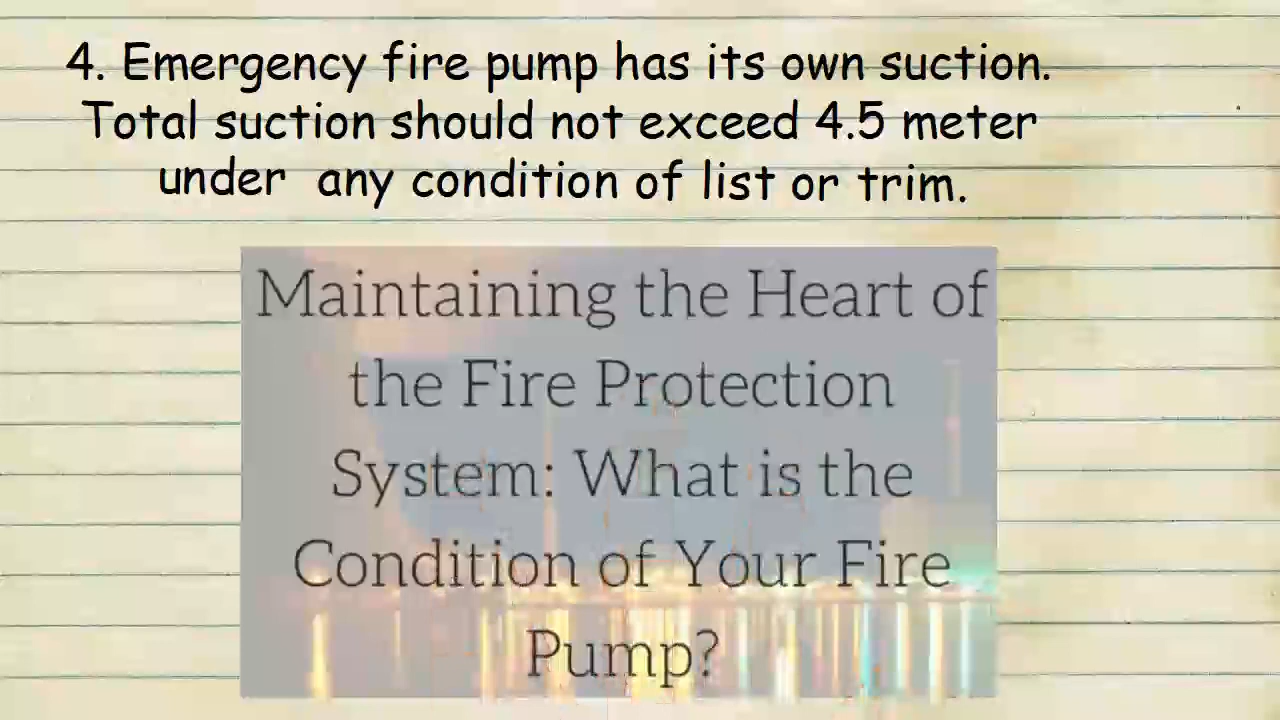 4. Emergency fire pump has its own suction.
Total suction should not exceed 4.5 meter
under any condition of list or trim.
Maintaining the Heart of
the Fire Protection
System: What is the
Condition of Your Fire
Pump?